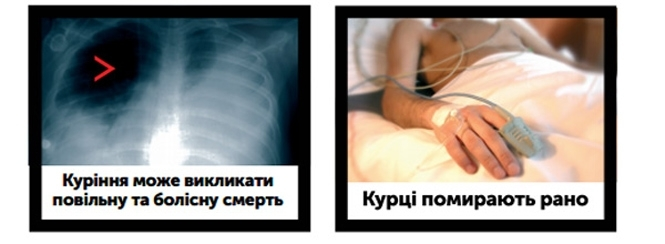 Куріння може викликати
повільну та болісну смерть
Курці помирають рано